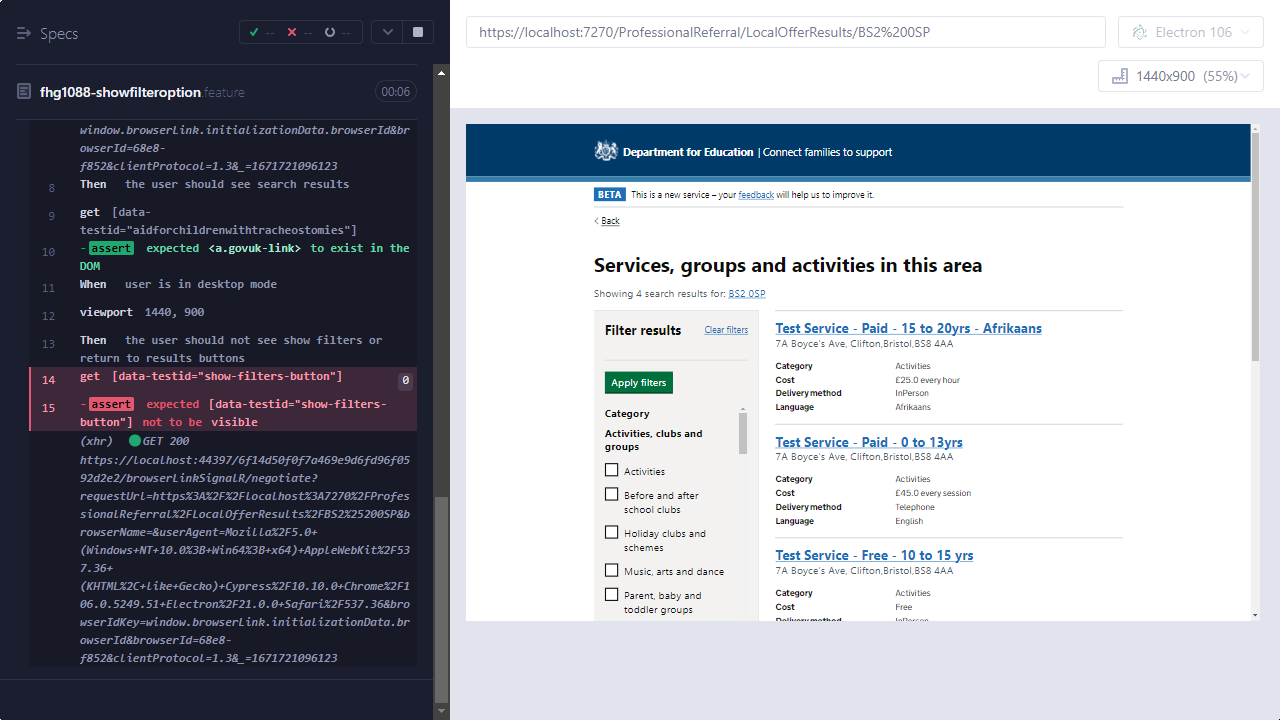 Specs
--
--
--
fhg1088-showfilteroption.feature
00:06
window.browserLink.initializationData.browserId&br
owserId=68e8-
f852&clientProtocol=1.3&_=1671721096123
8 Then the user should see search results
9 get [data-
testid="aidforchildrenwithtracheostomies"]
10 -assert expected <a.govuk-link> to exist in the
DOM
11 When user is in desktop mode
12 viewport 1440, 900
13 Then the user should not see show filters or
return to results buttons
14 get [data-testid="show-filters-button"] 0
15 -assert expected [data-testid="show-filters-
button"] not to be visible
(xhr) GET 200
https://localhost:44397/6f14d50f0f7a469e9d6fd96f05
92d2e2/browserLinkSignalR/negotiate?
requestUrl=https%3A%2F%2Flocalhost%3A7270%2FProfes
sionalReferral%2FLocalOfferResults%2FBS2%25200SP&b
rowserName=&userAgent=Mozilla%2F5.0+
(Windows+NT+10.0%3B+Win64%3B+x64)+AppleWebKit%2F53
7.36+
(KHTML%2C+like+Gecko)+Cypress%2F10.10.0+Chrome%2F1
06.0.5249.51+Electron%2F21.0.0+Safari%2F537.36&bro
wserIdKey=window.browserLink.initializationData.br
owserId&browserId=68e8-
f852&clientProtocol=1.3&_=1671721096123
https://localhost:7270/ProfessionalReferral/LocalOfferResults/BS2%200SP
Electron 106
1440x900 (55%)
Department for Education | Connect families to support
BETA This is a new service – your feedback will help us to improve it.
Back
Services, groups and activities in this area
Showing 4 search results for: BS2 0SP
Filter results Clear filters
Apply filters
Category
Activities, clubs and
groups
Activities
Before and after
school clubs
Holiday clubs and
schemes
Music, arts and dance
Parent, baby and
toddler groups
Test Service - Paid - 15 to 20yrs - Afrikaans
7A Boyce's Ave, Clifton,Bristol,BS8 4AA
Category Activities
Cost £25.0 every hour
Delivery method InPerson
Language Afrikaans
Test Service - Paid - 0 to 13yrs
7A Boyce's Ave, Clifton,Bristol,BS8 4AA
Category Activities
Cost £45.0 every session
Delivery method Telephone
Language English
Test Service - Free - 10 to 15 yrs
7A Boyce's Ave, Clifton,Bristol,BS8 4AA
Category Activities
Cost Free
Delivery method InPerson